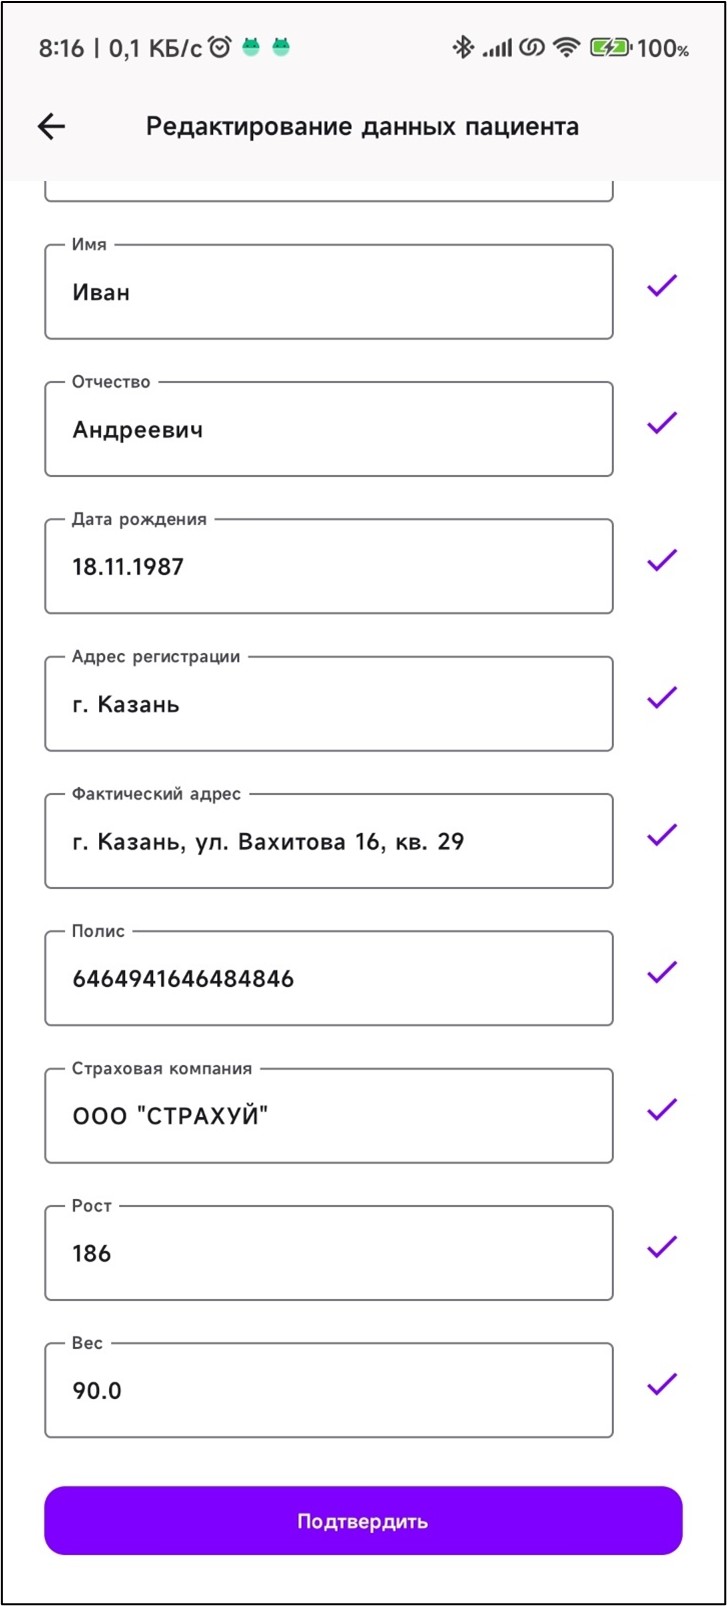 8:16 | 0,1 КБ/с 100%
Редактирование данных пациента
Имя
Иван
Отчество
Андреевич
Дата рождения
18.11.1987
Адрес регистрации
г. Казань
Фактический адрес
г. Казань, ул. Вахитова 16, кв. 29
Полис
6464941646484846
Страховая компания
ООО "СТРАХУЙ"
Рост
186
Вес
90.0
Подтвердить